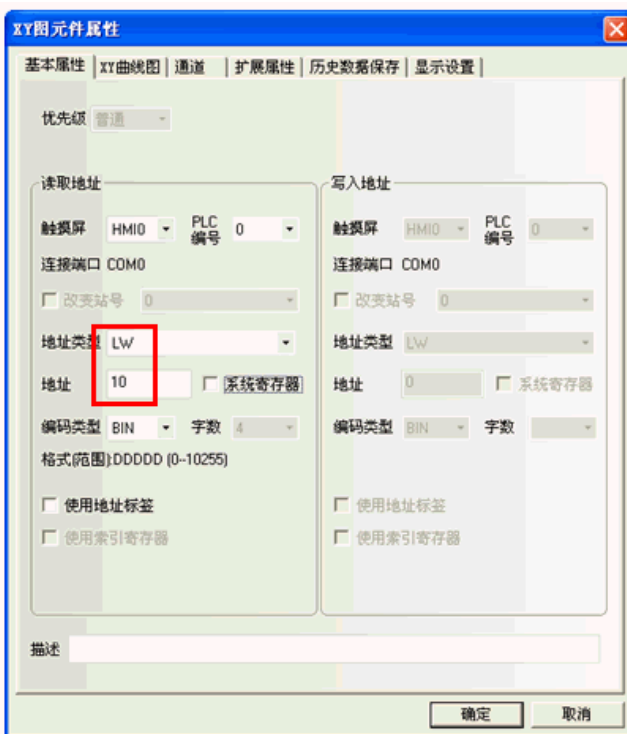 XY图元件属性
基本属性 XY曲线图 通道 扩展属性 历史数据保存 显示设置
优先级 普通
读取地址
触摸屏 HMI0 PLC编号 0
连接端口 COM0
改变站号 0
地址类型 LW
地址 10 系统寄存器
编码类型 BIN 字数 4
格式(范围):DDDDD (0--10255)
使用地址标签
使用索引寄存器
写入地址
触摸屏 HMI0 PLC编号 0
连接端口 COM0
改变站号 0
地址类型 LW
地址 0 系统寄存器
编码类型 BIN 字数
使用地址标签
使用索引寄存器
描述
确定 取消